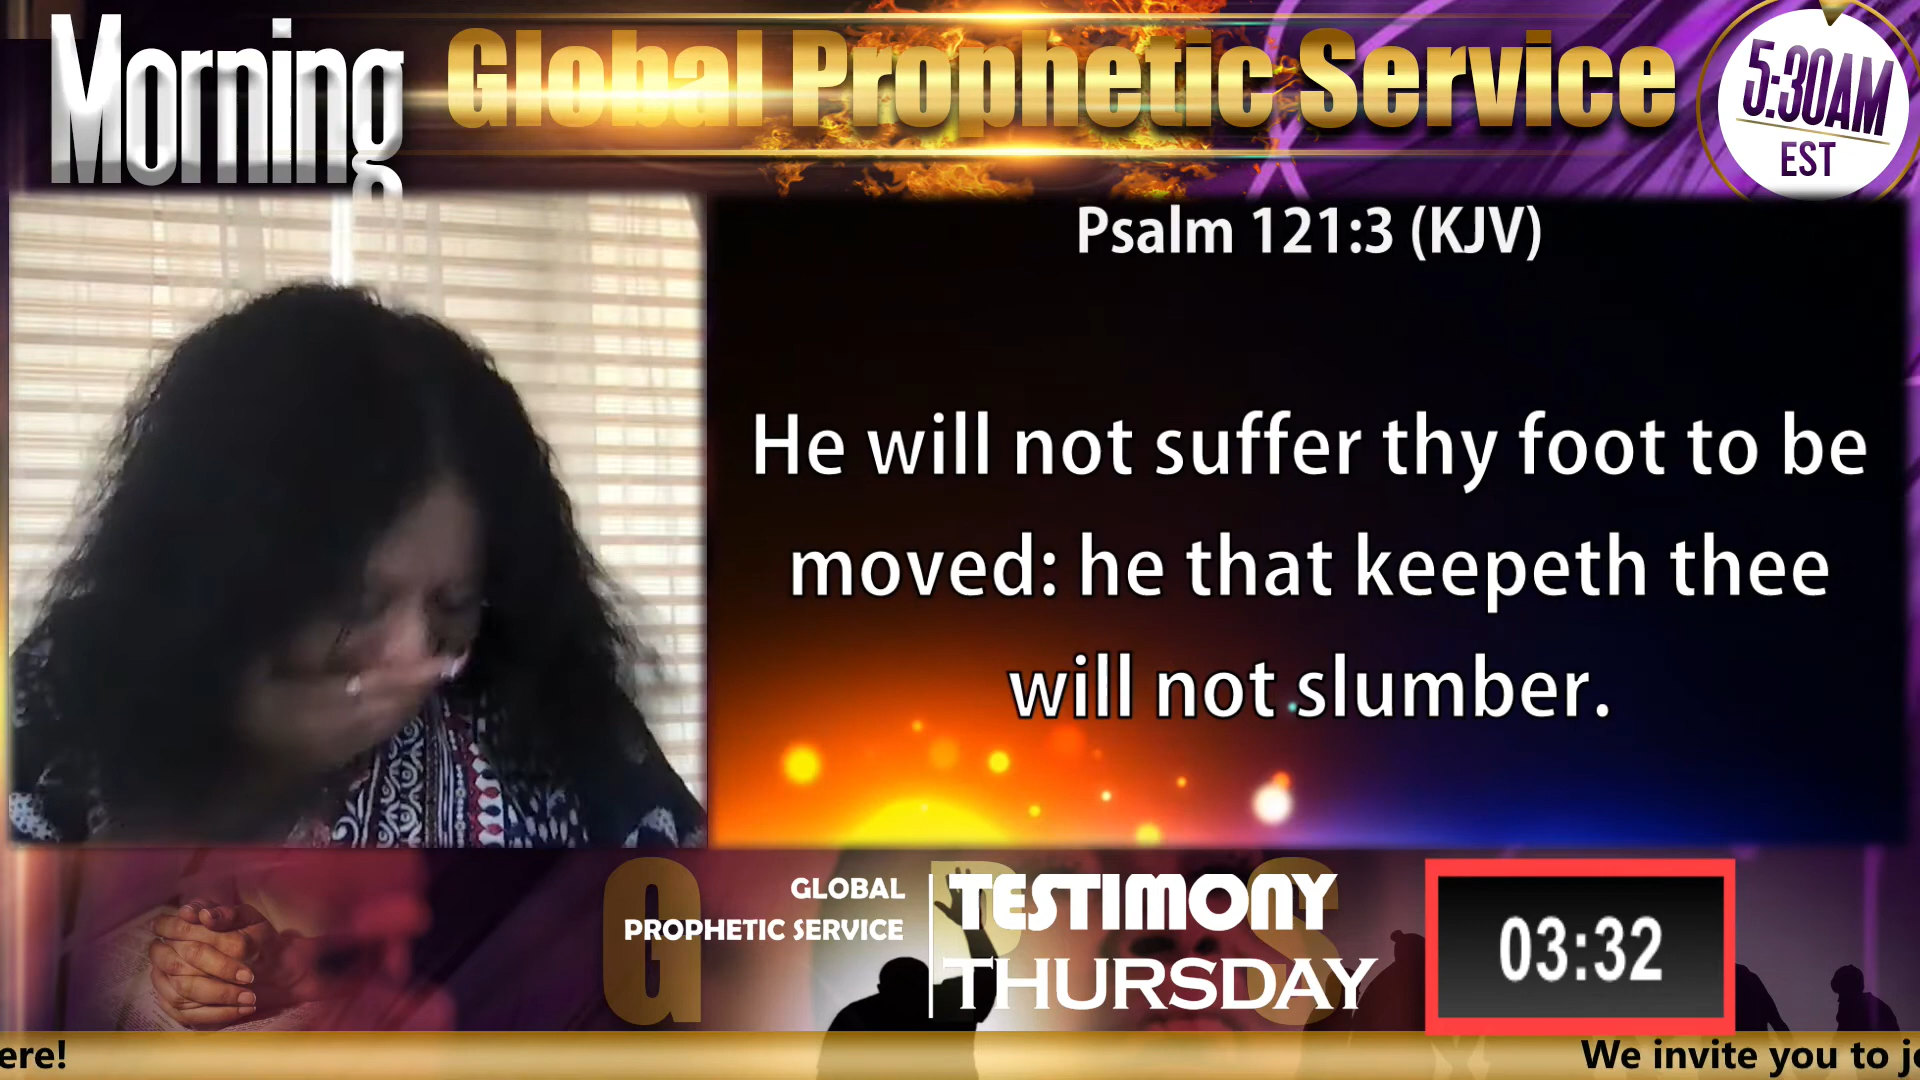 Morning
Global Prophetic Service
5:30AM
EST
Psalm 121:3 (KJV)
He will not suffer thy foot to be
moved: he that keepeth thee
will not slumber.
GPS
GLOBAL
PROPHETIC SERVICE
TESTIMONY
THURSDAY
03:32
ere!
We invite you to jo